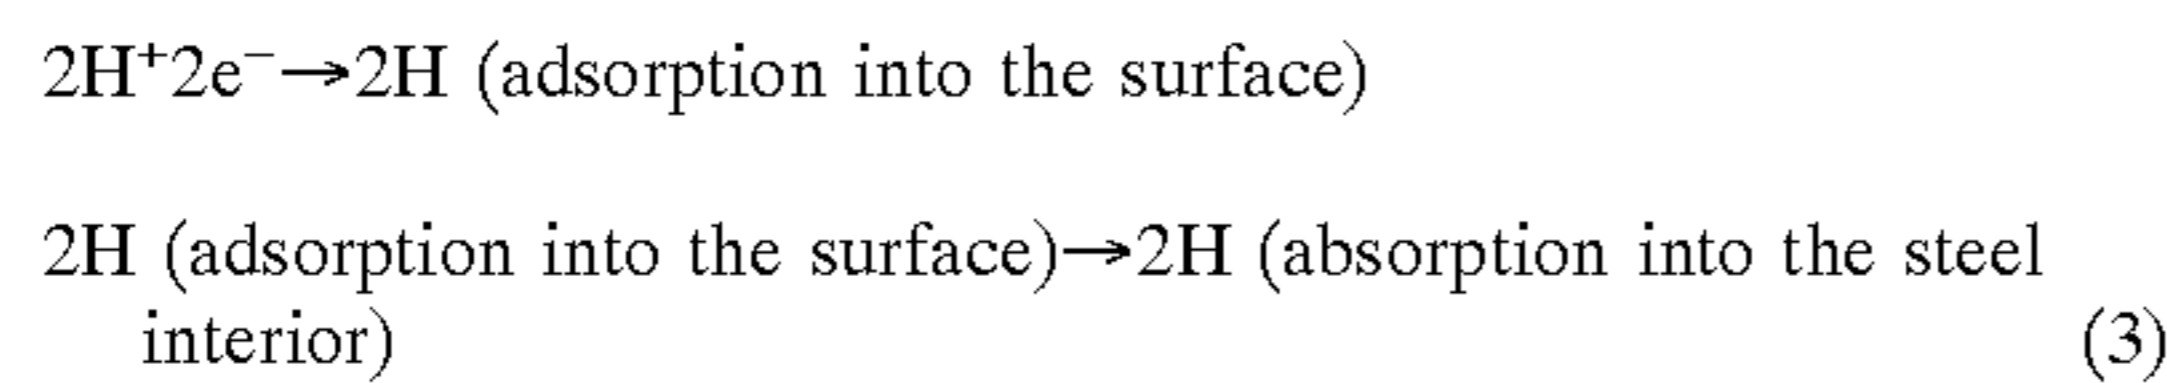 2H⁺2e⁻→2H (adsorption into the surface)
2H (adsorption into the surface)→2H (absorption into the steel
interior) (3)